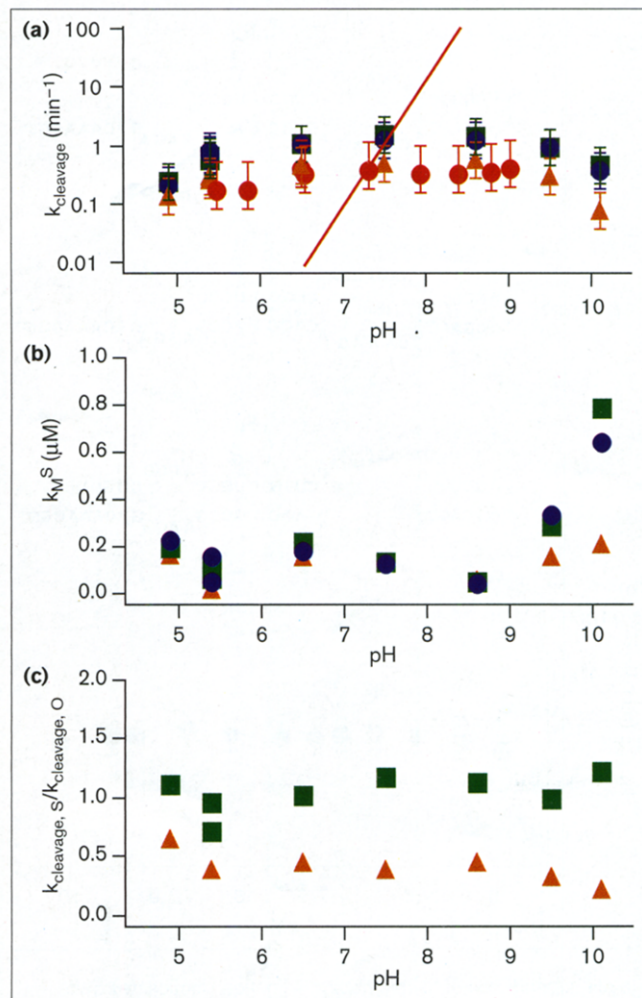 (a)
k_cleavage (min⁻¹)
100
10
1
0.1
0.01
5 6 7 8 9 10
pH
(b)
k_M^S (μM)
1.0
0.8
0.6
0.4
0.2
0.0
5 6 7 8 9 10
pH
(c)
k_cleavage, S/k_cleavage, O
2.0
1.5
1.0
0.5
0.0
5 6 7 8 9 10
pH